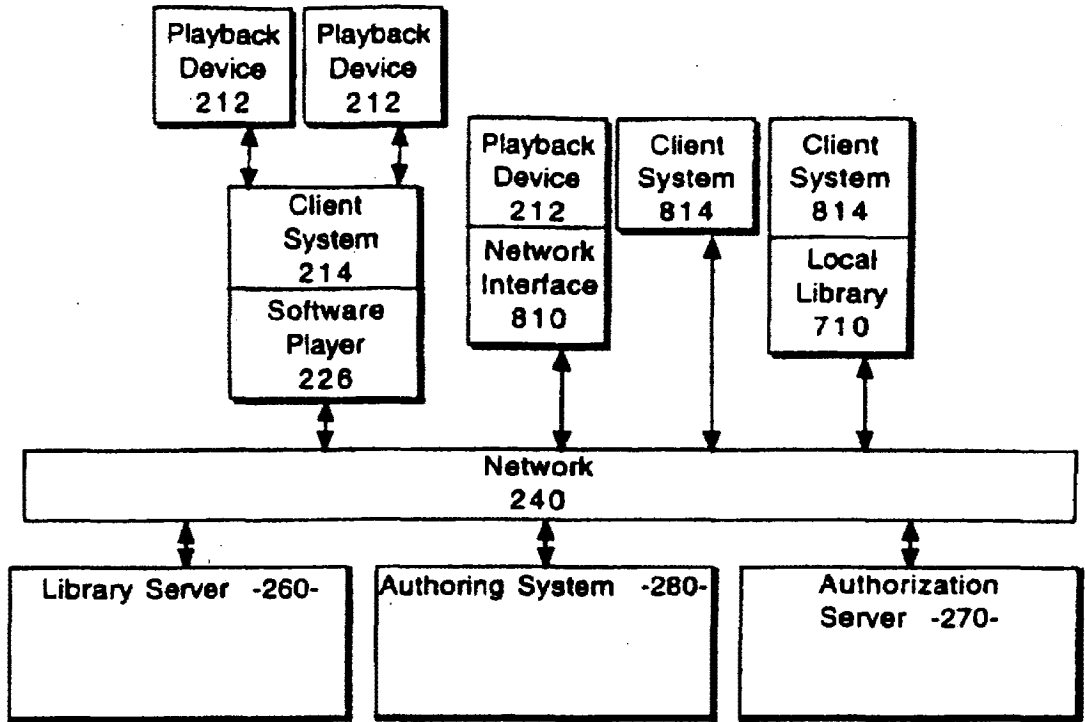 Playback
Device
212
Playback
Device
212
Client
System
214
Software
Player
226
Playback
Device
212
Network
Interface
810
Client
System
814
Client
System
814
Local
Library
710
Network
240
Library Server -260-
Authoring System -280-
Authorization
Server -270-